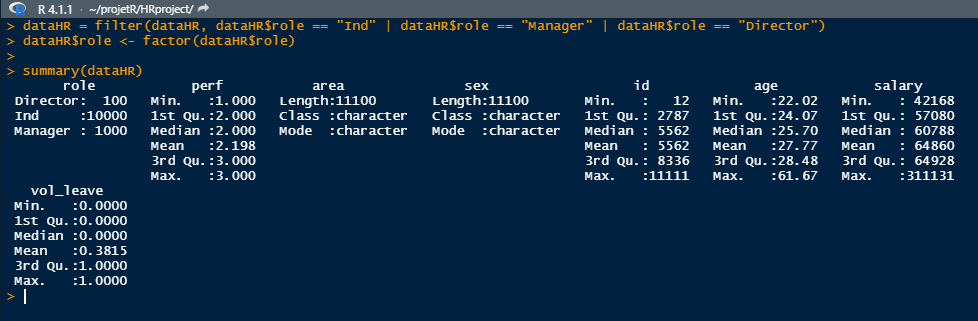 R 4.1.1 · ~/projetR/HRproject/
> dataHR = filter(dataHR, dataHR$role == "Ind" | dataHR$role == "Manager" | dataHR$role == "Director")
> dataHR$role <- factor(dataHR$role)
>
> summary(dataHR)
role perf area sex id age salary
Director: 100 Min. :1.000 Length:11100 Length:11100 Min. : 12 Min. :22.02 Min. : 42168
Ind :10000 1st Qu.:2.000 Class :character Class :character 1st Qu.: 2787 1st Qu.:24.07 1st Qu.: 57080
Manager : 1000 Median :2.000 Mode :character Mode :character Median : 5562 Median :25.70 Median : 60788
Mean :2.198 Mean : 5562 Mean :27.77 Mean : 64860
3rd Qu.:3.000 3rd Qu.: 8336 3rd Qu.:28.48 3rd Qu.: 64928
Max. :3.000 Max. :11111 Max. :61.67 Max. :311131
vol_leave
Min. :0.0000
1st Qu.:0.0000
Median :0.0000
Mean :0.3815
3rd Qu.:1.0000
Max. :1.0000
>